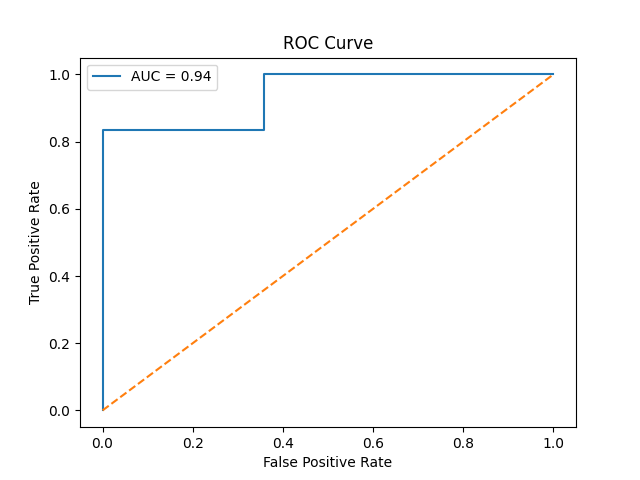 ROC Curve
AUC = 0.94
1.0
0.8
0.6
0.4
0.2
0.0
True Positive Rate
0.0 0.2 0.4 0.6 0.8 1.0
False Positive Rate